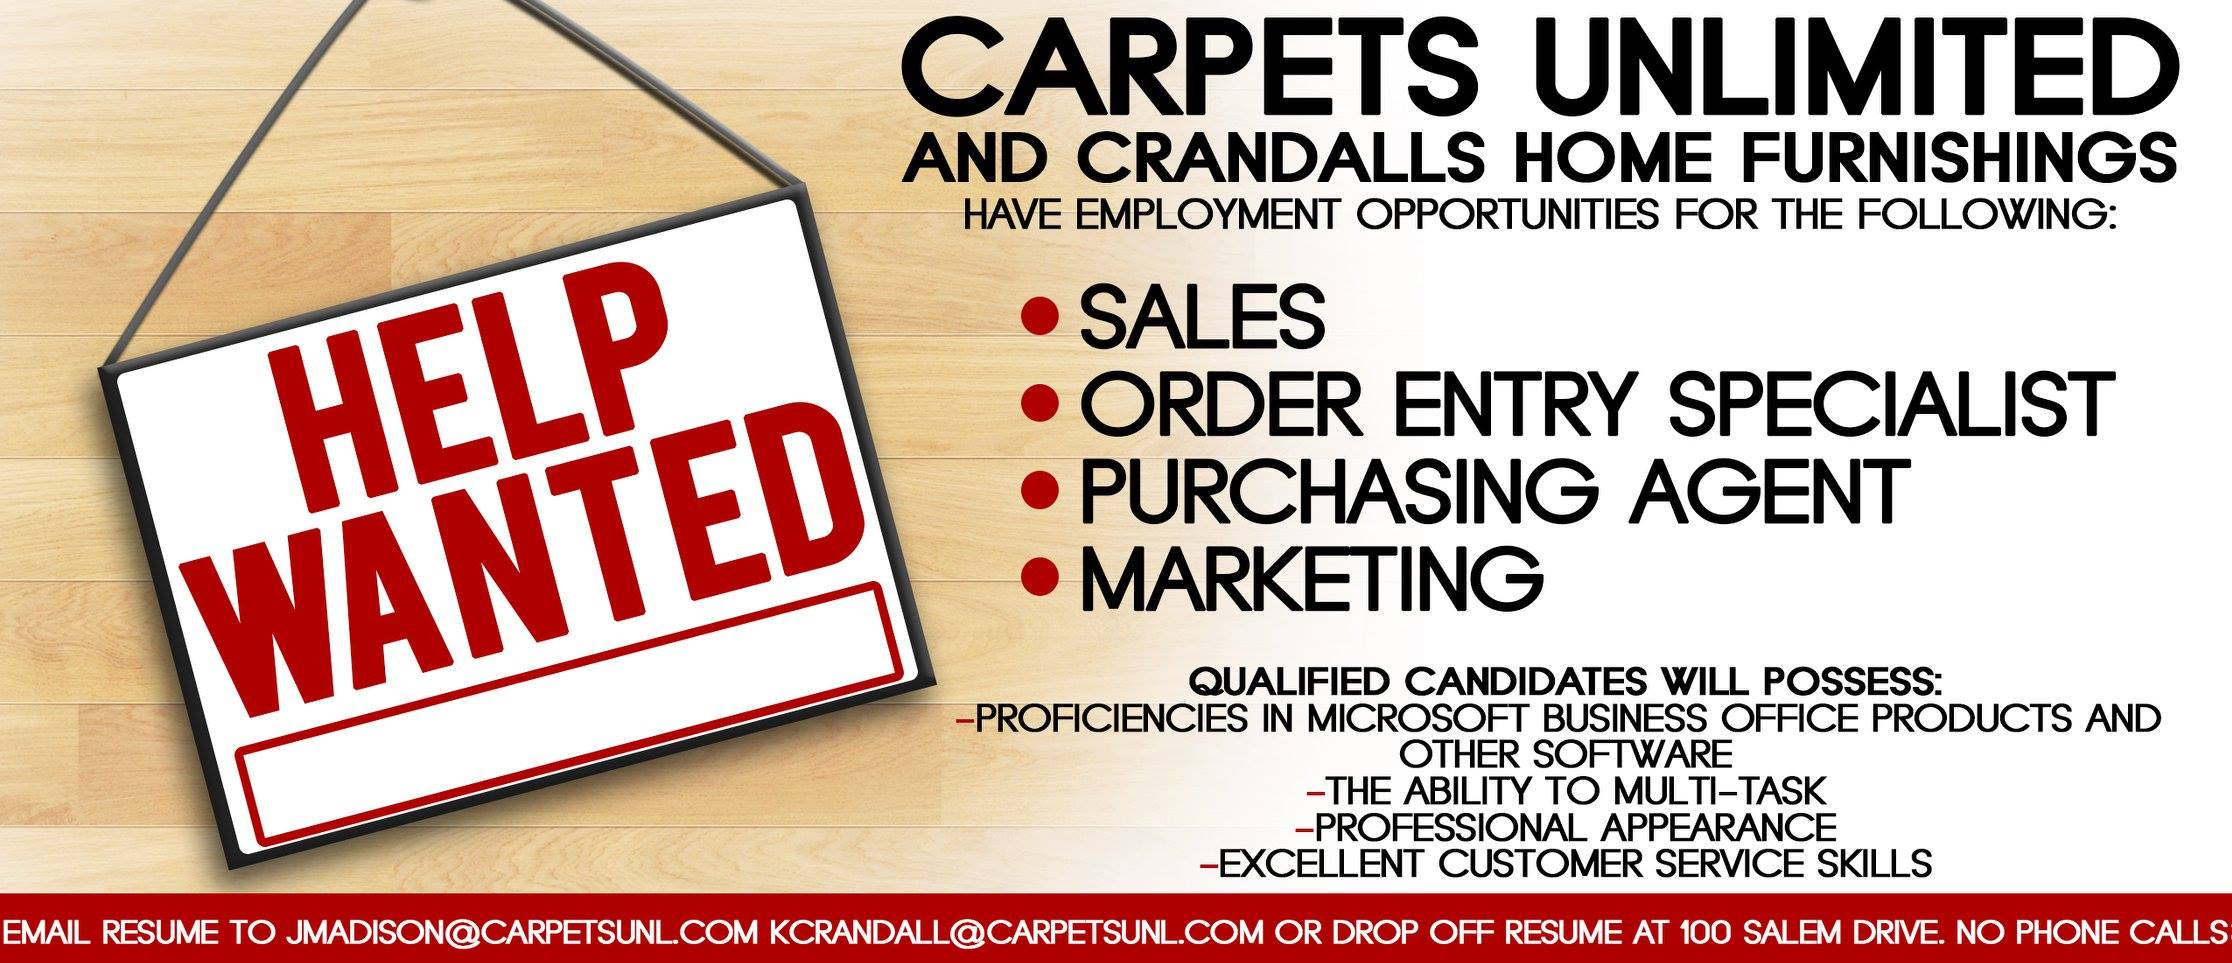 HELP
WANTED
CARPETS UNLIMITED
AND CRANDALLS HOME FURNISHINGS
HAVE EMPLOYMENT OPPORTUNITIES FOR THE FOLLOWING:
• SALES
• ORDER ENTRY SPECIALIST
• PURCHASING AGENT
• MARKETING
QUALIFIED CANDIDATES WILL POSSESS:
-PROFICIENCIES IN MICROSOFT BUSINESS OFFICE PRODUCTS AND
OTHER SOFTWARE
-THE ABILITY TO MULTI-TASK
-PROFESSIONAL APPEARANCE
-EXCELLENT CUSTOMER SERVICE SKILLS
EMAIL RESUME TO JMADISON@CARPETSUNL.COM KCRANDALL@CARPETSUNL.COM OR DROP OFF RESUME AT 100 SALEM DRIVE. NO PHONE CALLS